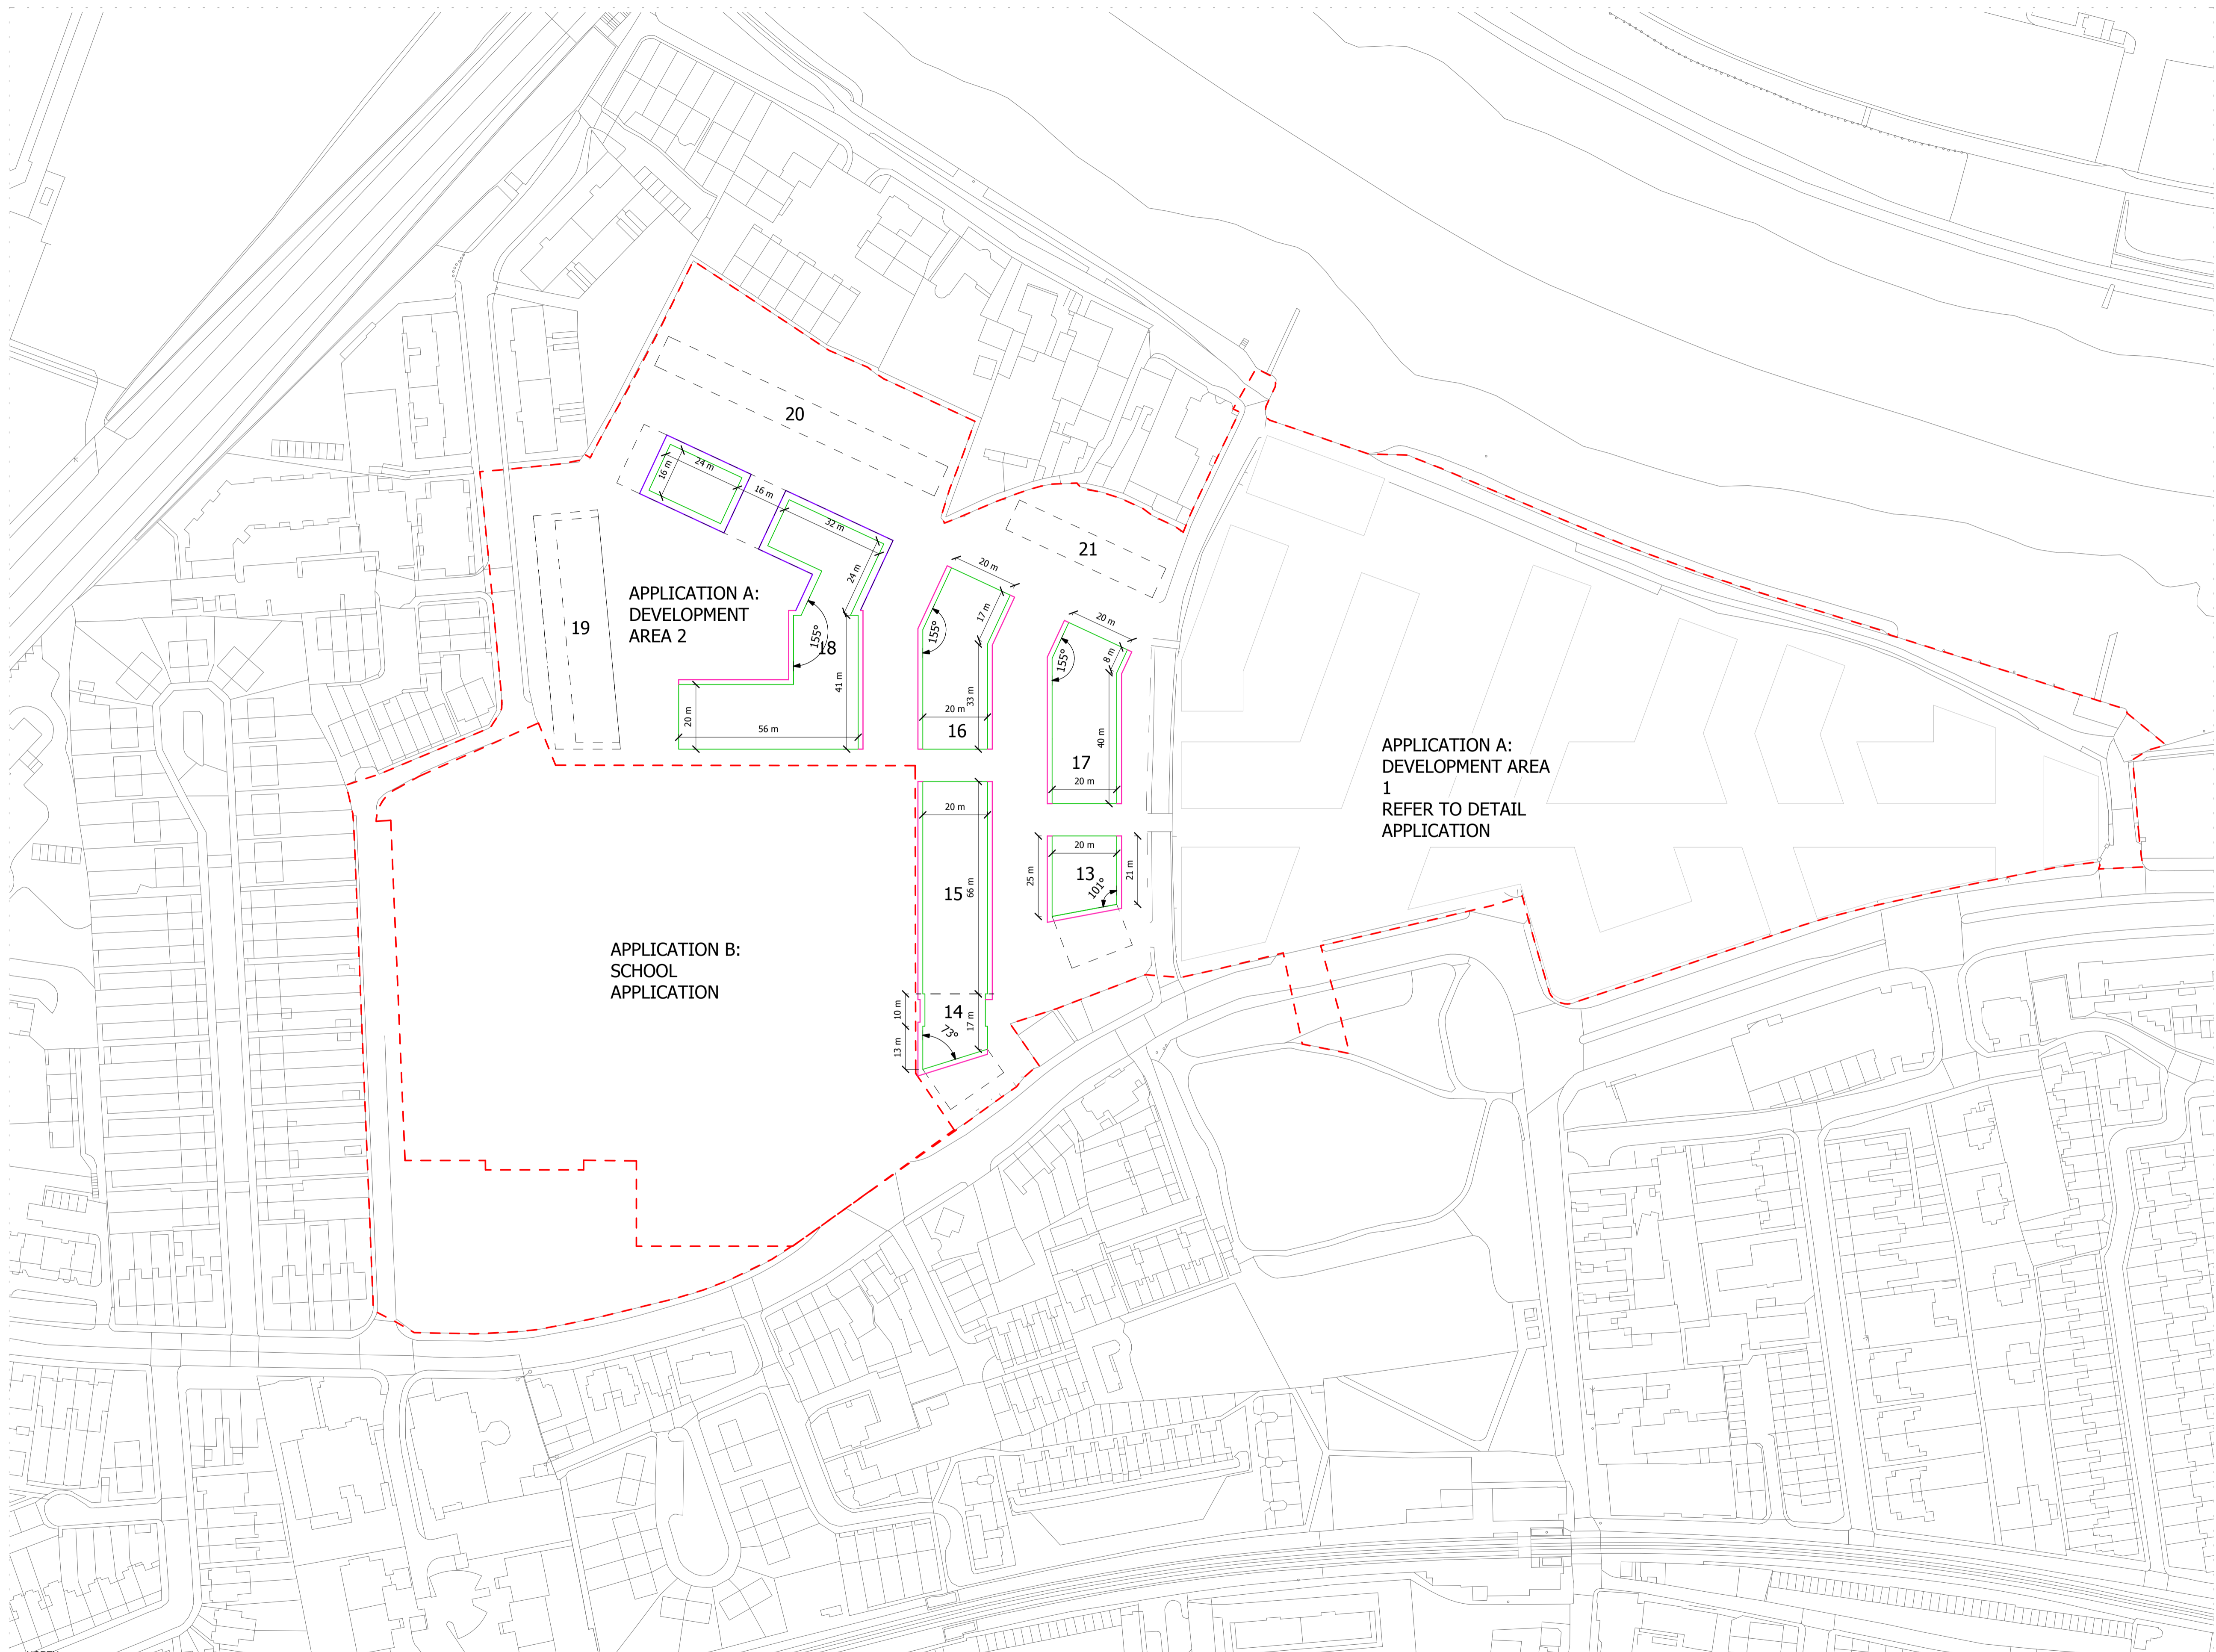 20
24 m
16 m
16 m
32 m
24 m
21
20 m
APPLICATION A:
DEVELOPMENT
AREA 2
17 m
155°
20 m
19
155°
18
155°
8 m
41 m
33 m
20 m
20 m
56 m
16
40 m
17
20 m
APPLICATION A:
DEVELOPMENT AREA
1
REFER TO DETAIL
APPLICATION
20 m
20 m
25 m
13
21 m
101°
15
66 m
APPLICATION B:
SCHOOL
APPLICATION
10 m
14
17 m
73°
13 m